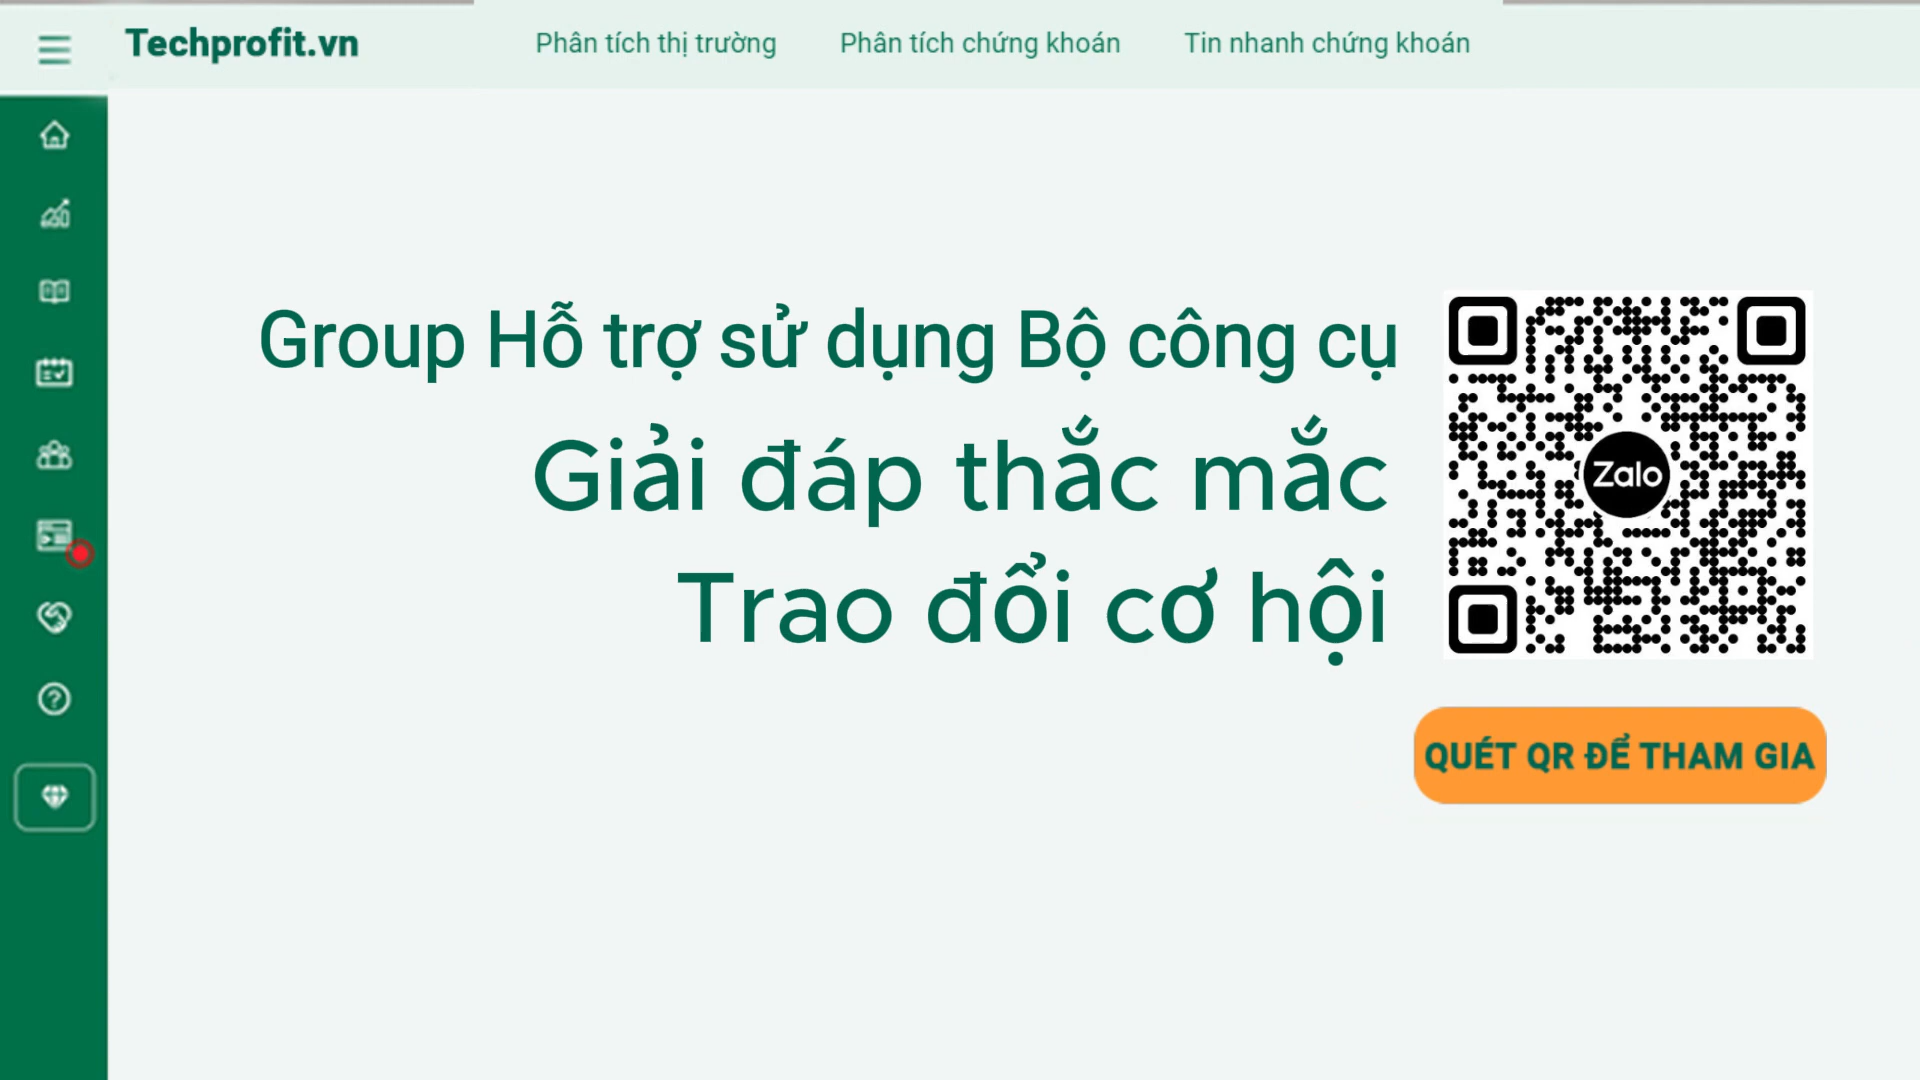 Techprofit.vn
Phân tích thị trường
Phân tích chứng khoán
Tin nhanh chứng khoán
Group Hỗ trợ sử dụng Bộ công cụ
Giải đáp thắc mắc
Trao đổi cơ hội
Zalo
QUÉT QR ĐỂ THAM GIA